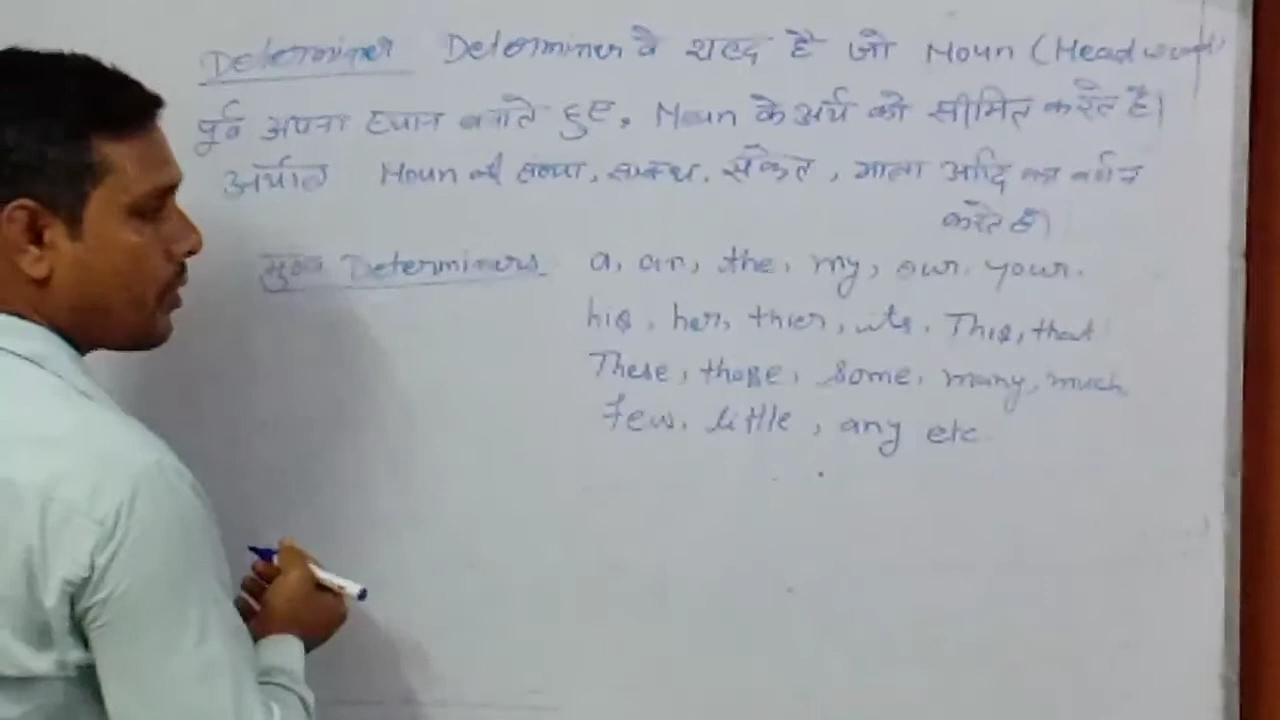 Determiner Determiner वे शब्द है जो Noun (Head word)
पूर्व अपना स्थान बनाते हुए, Noun के अर्थ को सीमित करते है।
अर्थात Noun की संख्या, सम्बन्ध, संकेत, मात्रा आदि का वर्णन
करते है।
मुख्य Determiners a, an, the, my, our, your.
his, her, thier, its. This, that
These, those, some, many, much
few, little, any etc